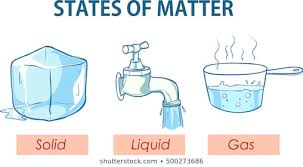 STATES OF MATTER
Solid
Liquid
Gas
shutterstock.com • 500273686